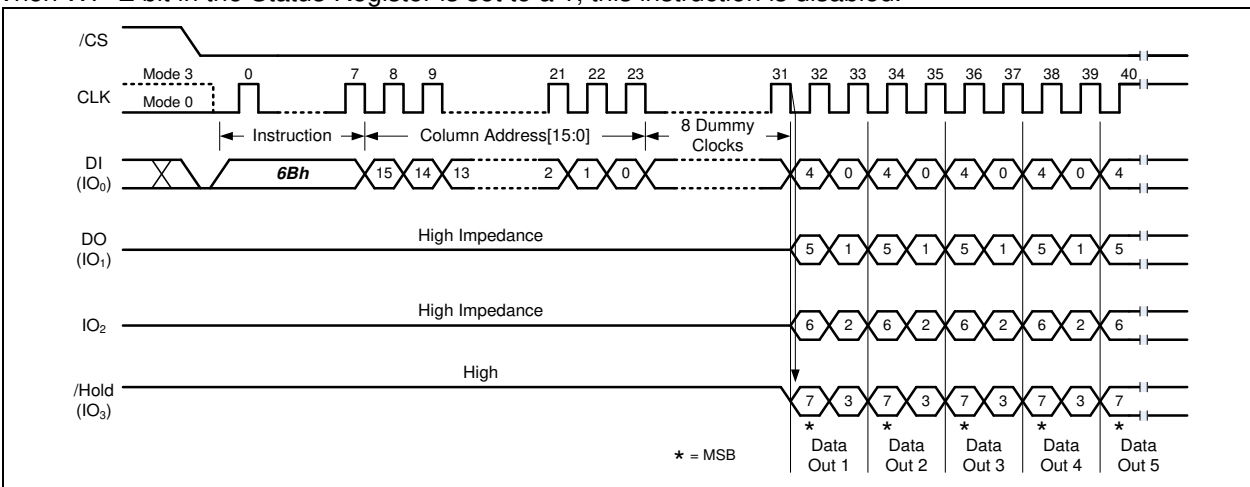 when WP-E bit in the Status Register is set to a 1, this instruction is disabled.
/CS
Mode 3 0 7 8 9 21 22 23 31 32 33 34 35 36 37 38 39 40
CLK
Mode 0
Instruction Column Address[15:0] 8 Dummy
Clocks
DI
(IO₀) 6Bh 15 14 13 2 1 0 4 0 4 0 4 0 4 0 4
DO
(IO₁) High Impedance 5 1 5 1 5 1 5 1 5
IO₂ High Impedance 6 2 6 2 6 2 6 2 6
/Hold
(IO₃) High 7 3 7 3 7 3 7 3 7
* * * * *
* = MSB
Data Out 1
Data Out 2
Data Out 3
Data Out 4
Data Out 5